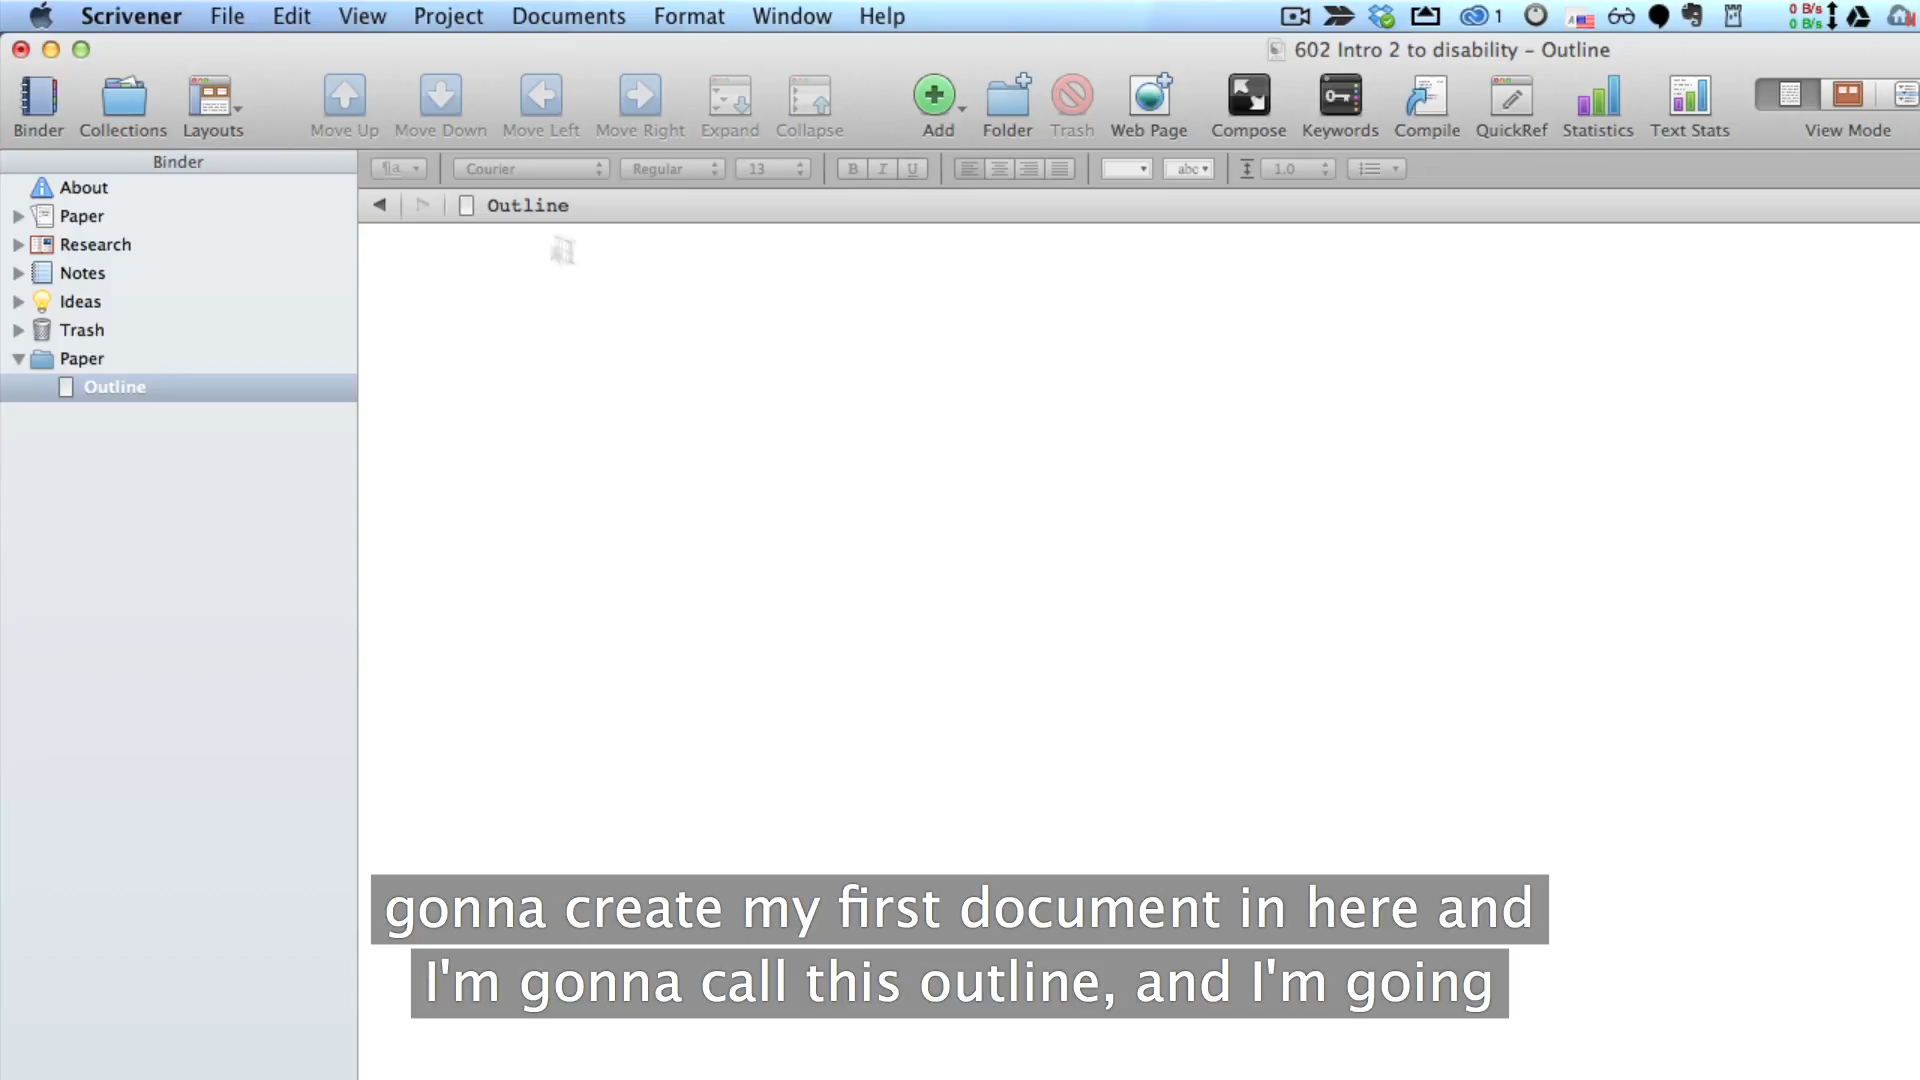 Scrivener File Edit View Project Documents Format Window Help 1 0 B/s 0 B/s
602 Intro 2 to disability – Outline
Binder Collections Layouts Move Up Move Down Move Left Move Right Expand Collapse Add Folder Trash Web Page Compose Keywords Compile QuickRef Statistics Text Stats View Mode
Binder
¶a Courier Regular 13 B I U abc 1.0
About
Outline
Paper
Research
Notes
Ideas
Trash
Paper
Outline
gonna create my first document in here and
I'm gonna call this outline, and I'm going